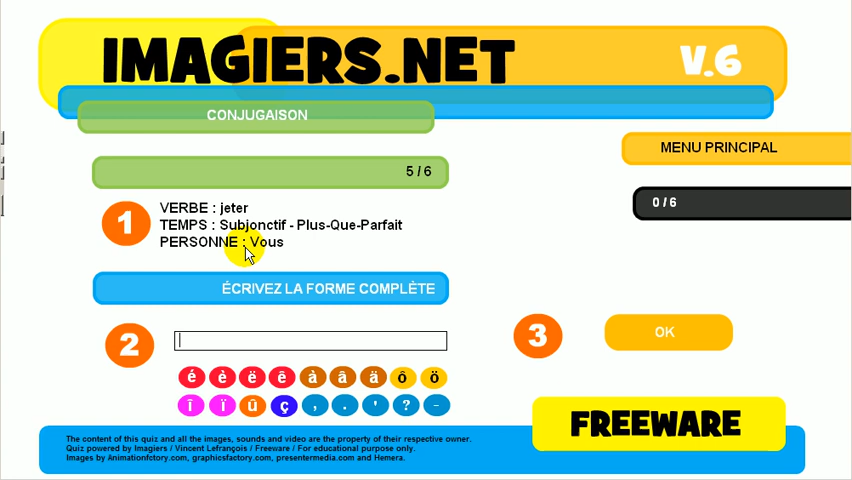 IMAGIERS.NET
V.6
CONJUGAISON
MENU PRINCIPAL
5 / 6
0 / 6
1
VERBE : jeter
TEMPS : Subjonctif - Plus-Que-Parfait
PERSONNE : Vous
ÉCRIVEZ LA FORME COMPLÈTE
2
3
OK
é è ë ê à â ä ô ö
î ï û ç , . ' ? -
FREEWARE
The content of this quiz and all the images, sounds and video are the property of their respective owner.
Quiz powered by Imagiers / Vincent Lefrançois / Freeware / For educational purpose only.
Images by Animationfctory.com, graphicsfactory.com, presentermedia.com and Hemera.